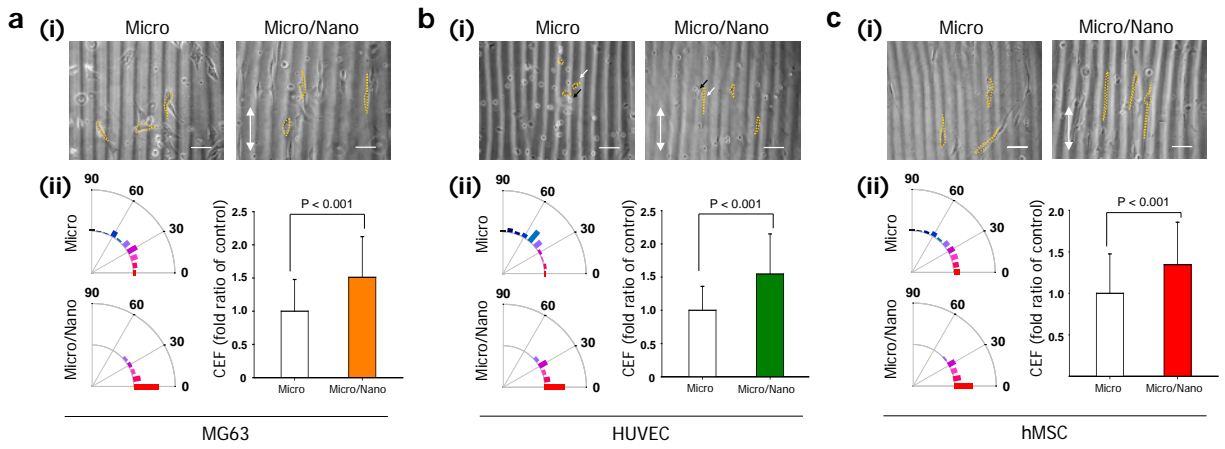 a
(i)
Micro
Micro/Nano
(ii)
90
60
30
0
Micro
90
60
30
0
Micro/Nano
CEF (fold ratio of control)
2.5
2.0
1.5
1.0
0.5
0
P < 0.001
Micro
Micro/Nano
MG63
b
(i)
Micro
Micro/Nano
(ii)
90
60
30
0
Micro
90
60
30
0
Micro/Nano
CEF (fold ratio of control)
2.5
2.0
1.5
1.0
0.5
0
P < 0.001
Micro
Micro/Nano
HUVEC
c
(i)
Micro
Micro/Nano
(ii)
90
60
30
0
Micro
90
60
30
0
Micro/Nano
CEF (fold ratio of control)
2.0
1.5
1.0
0.5
P < 0.001
Micro
Micro/Nano
hMSC